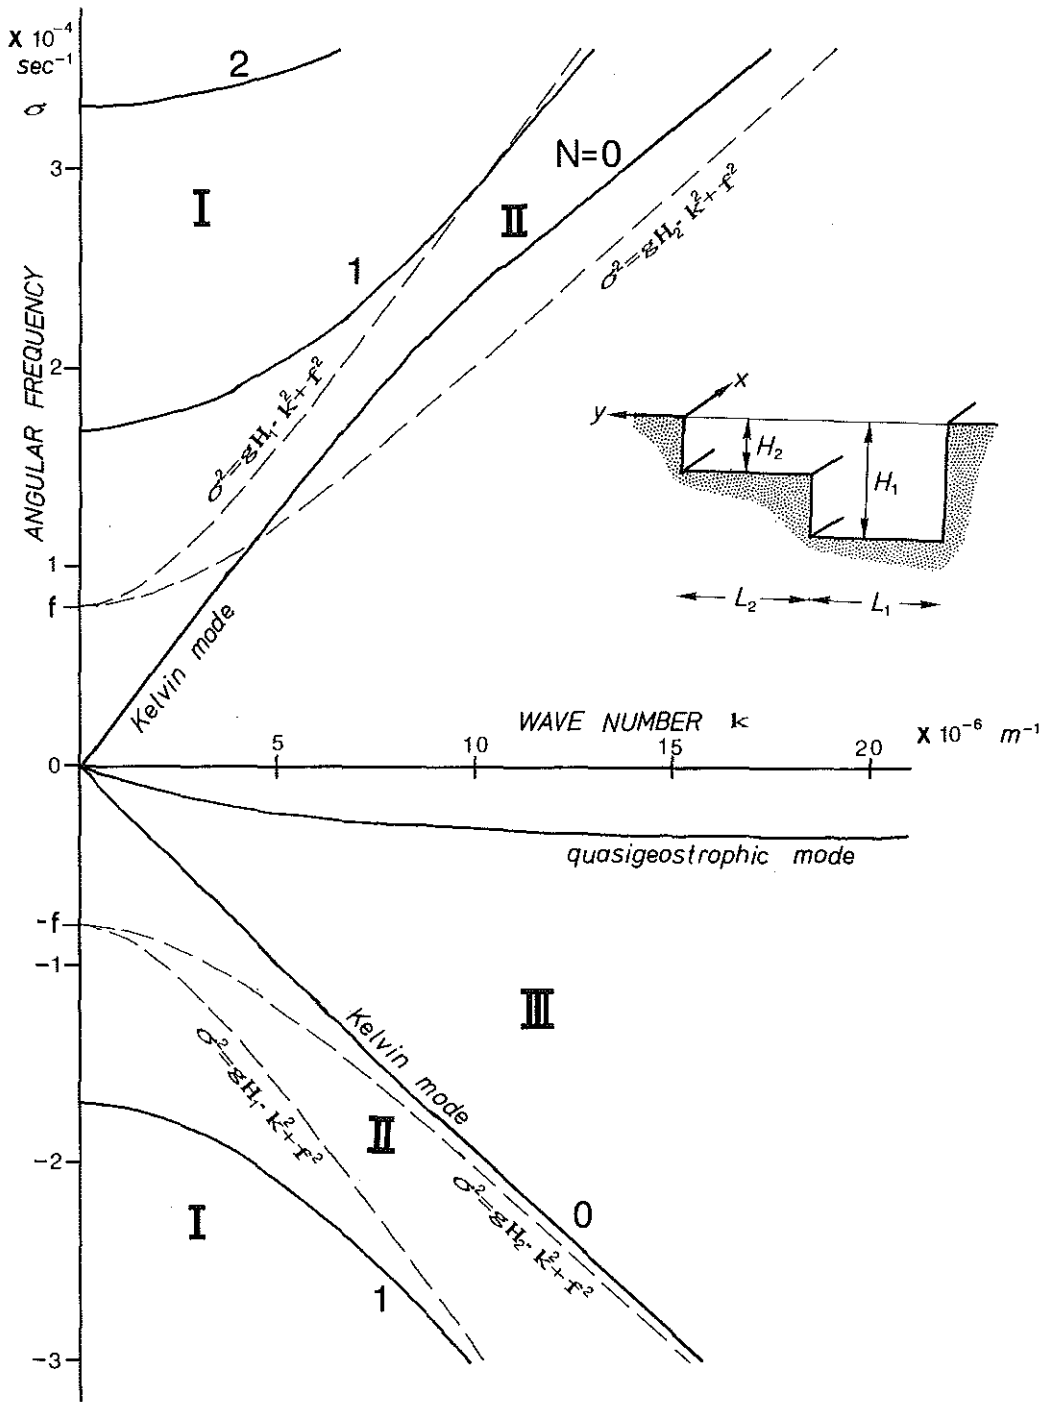 X 10⁻⁴
sec⁻¹
σ
3
2
1
f
0
-f
-1
-2
-3
ANGULAR FREQUENCY
2
I
1
N=0
II
σ²=gH₁·k²+f²
σ²=gH₂·k²+f²
Kelvin mode
x
y
H₂
H₁
L₂
L₁
WAVE NUMBER k
5
10
15
20
X 10⁻⁶ m⁻¹
quasigeostrophic mode
III
Kelvin mode
σ²=gH₁·k²+f²
II
σ²=gH₂·k²+f²
0
I
1